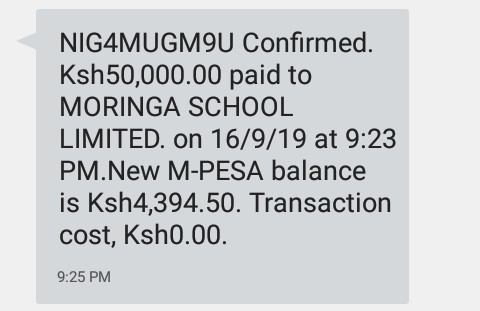 NIG4MUGM9U Confirmed.
Ksh50,000.00 paid to
MORINGA SCHOOL
LIMITED. on 16/9/19 at 9:23
PM.New M-PESA balance
is Ksh4,394.50. Transaction
cost, Ksh0.00.
9:25 PM